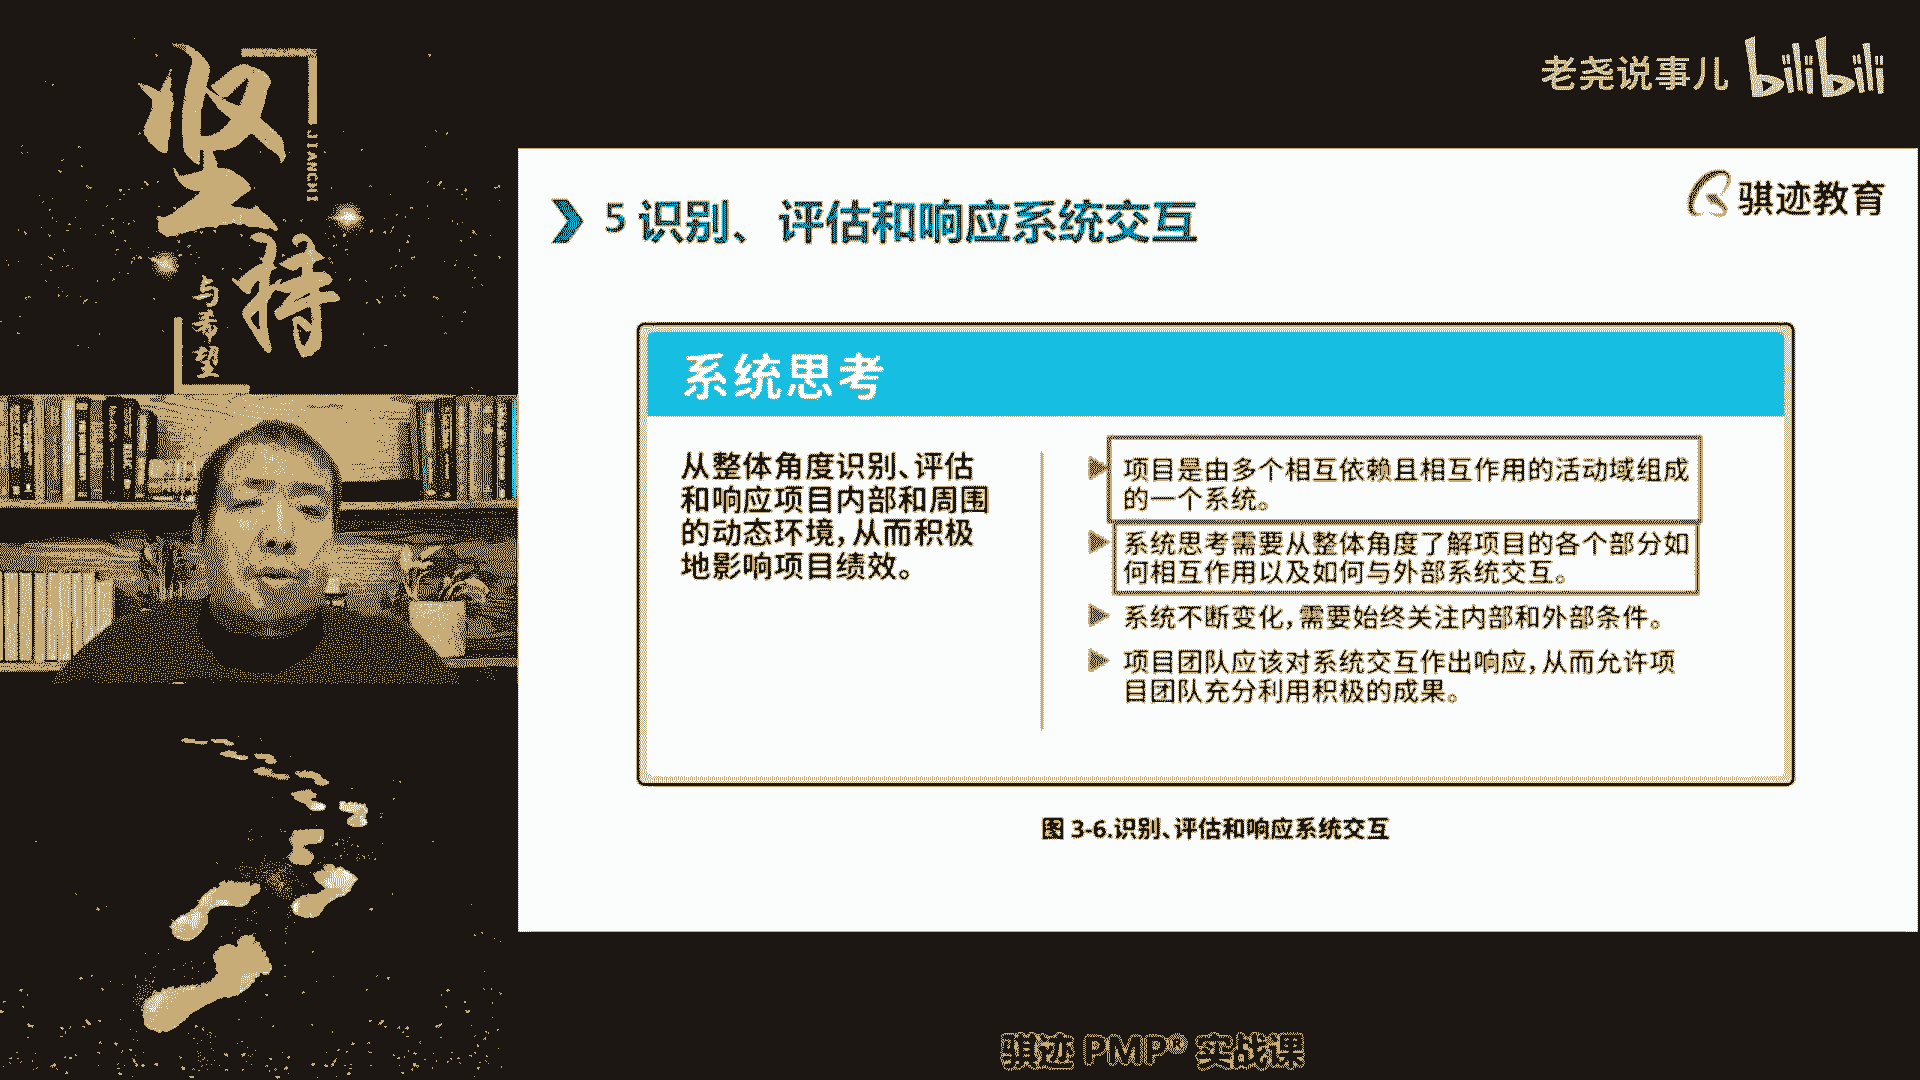 坚持
JIANCHI
与希望
老尧说事儿 bilibili
骐迹教育
5 识别、评估和响应系统交互
系统思考
从整体角度识别、评估
和响应项目内部和周围
的动态环境,从而积极
地影响项目绩效。
项目是由多个相互依赖且相互作用的活动域组成
的一个系统。
系统思考需要从整体角度了解项目的各个部分如
何相互作用以及如何与外部系统交互。
系统不断变化,需要始终关注内部和外部条件。
项目团队应该对系统交互作出响应,从而允许项
目团队充分利用积极的成果。
图 3-6.识别、评估和响应系统交互
骐迹 PMP® 实战课